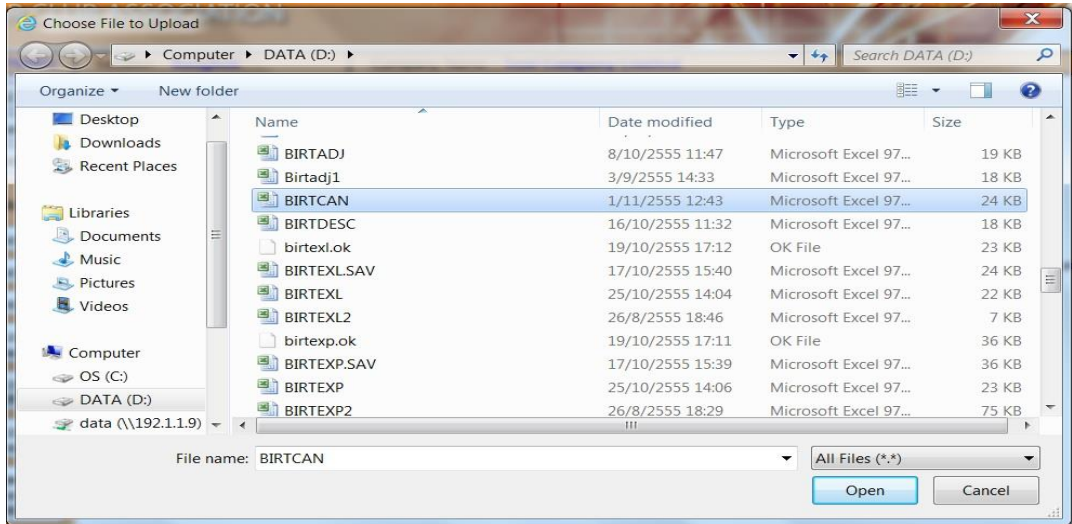 CLUB ASSOCIATION
Choose File to Upload
Computer DATA (D:)
Search DATA (D:)
Organize New folder
Desktop
Downloads
Recent Places
Libraries
Documents
Music
Pictures
Videos
Computer
OS (C:)
DATA (D:)
data (\\192.1.1.9)
Name Date modified Type Size
BIRTADJ 8/10/2555 11:47 Microsoft Excel 97... 19 KB
Birtadj1 3/9/2555 14:33 Microsoft Excel 97... 18 KB
BIRTCAN 1/11/2555 12:43 Microsoft Excel 97... 24 KB
BIRTDESC 16/10/2555 11:32 Microsoft Excel 97... 18 KB
birtexl.ok 19/10/2555 17:12 OK File 23 KB
BIRTEXL.SAV 17/10/2555 15:40 Microsoft Excel 97... 24 KB
BIRTEXL 25/10/2555 14:04 Microsoft Excel 97... 22 KB
BIRTEXL2 26/8/2555 18:46 Microsoft Excel 97... 7 KB
birtexp.ok 19/10/2555 17:11 OK File 36 KB
BIRTEXP.SAV 17/10/2555 15:39 Microsoft Excel 97... 36 KB
BIRTEXP 25/10/2555 14:06 Microsoft Excel 97... 23 KB
BIRTEXP2 26/8/2555 18:29 Microsoft Excel 97... 75 KB
File name: BIRTCAN All Files (*.*)
Open Cancel